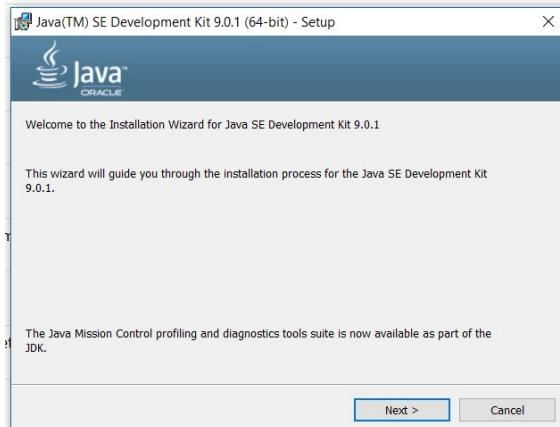 Java(TM) SE Development Kit 9.0.1 (64-bit) - Setup
Java™
ORACLE
Welcome to the Installation Wizard for Java SE Development Kit 9.0.1
This wizard will guide you through the installation process for the Java SE Development Kit
9.0.1.
The Java Mission Control profiling and diagnostics tools suite is now available as part of the
JDK.
Next >
Cancel